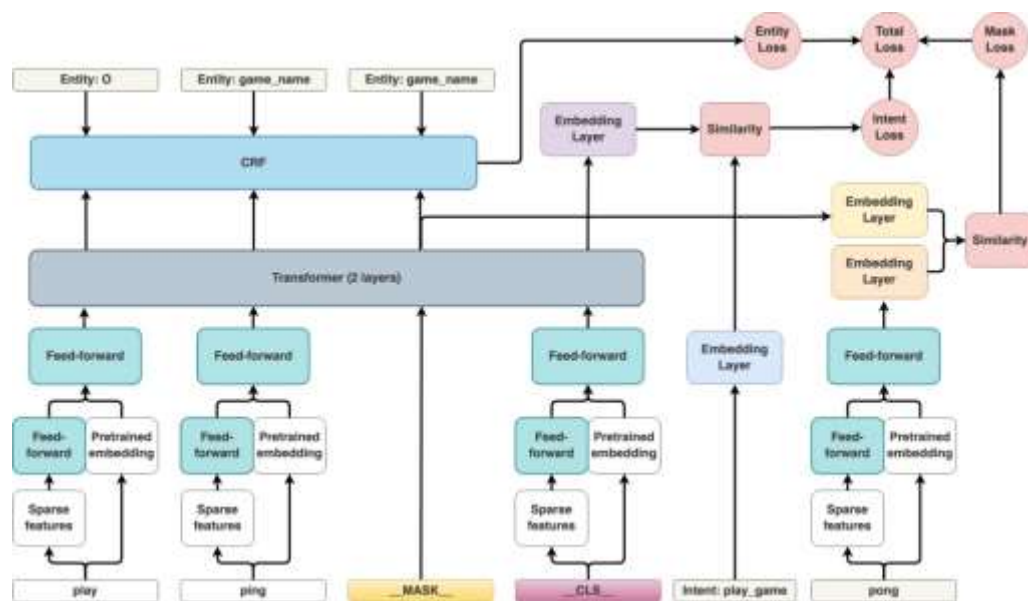 Entity Loss
Total Loss
Mask Loss
Entity: O
Entity: game_name
Entity: game_name
Embedding Layer
Similarity
Intent Loss
CRF
Embedding Layer
Similarity
Embedding Layer
Transformer (2 layers)
Feed-forward
Feed-forward
Feed-forward
Embedding Layer
Feed-forward
Feed-forward
Pretrained embedding
Feed-forward
Pretrained embedding
Feed-forward
Pretrained embedding
Feed-forward
Pretrained embedding
Sparse features
Sparse features
Sparse features
Sparse features
play
ping
__MASK__
__CLS__
Intent: play_game
pong